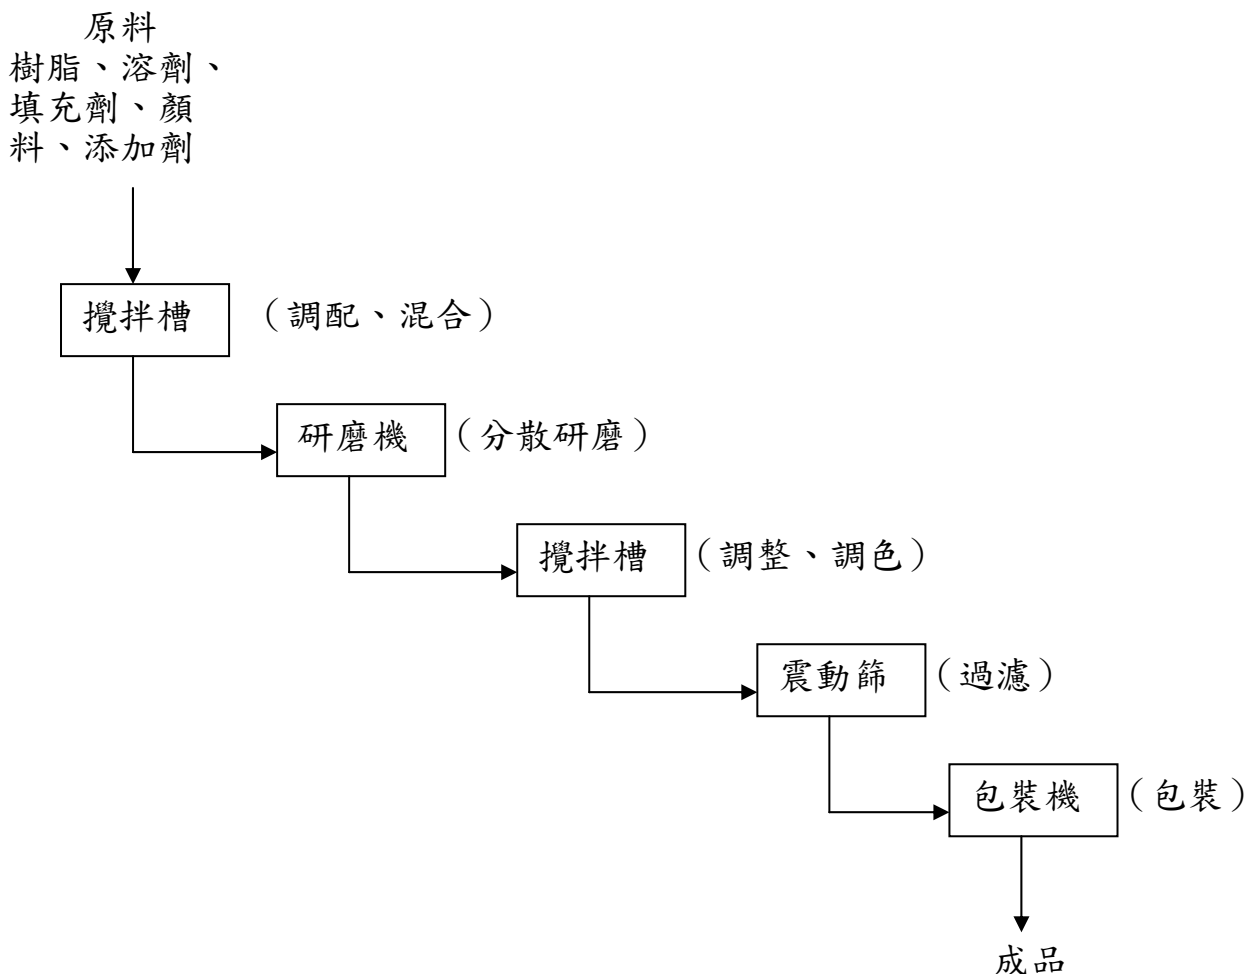 原料
樹脂、溶劑、
填充劑、顏
料、添加劑
攪拌槽
（調配、混合）
研磨機
（分散研磨）
攪拌槽
（調整、調色）
震動篩
（過濾）
包裝機
（包裝）
成品